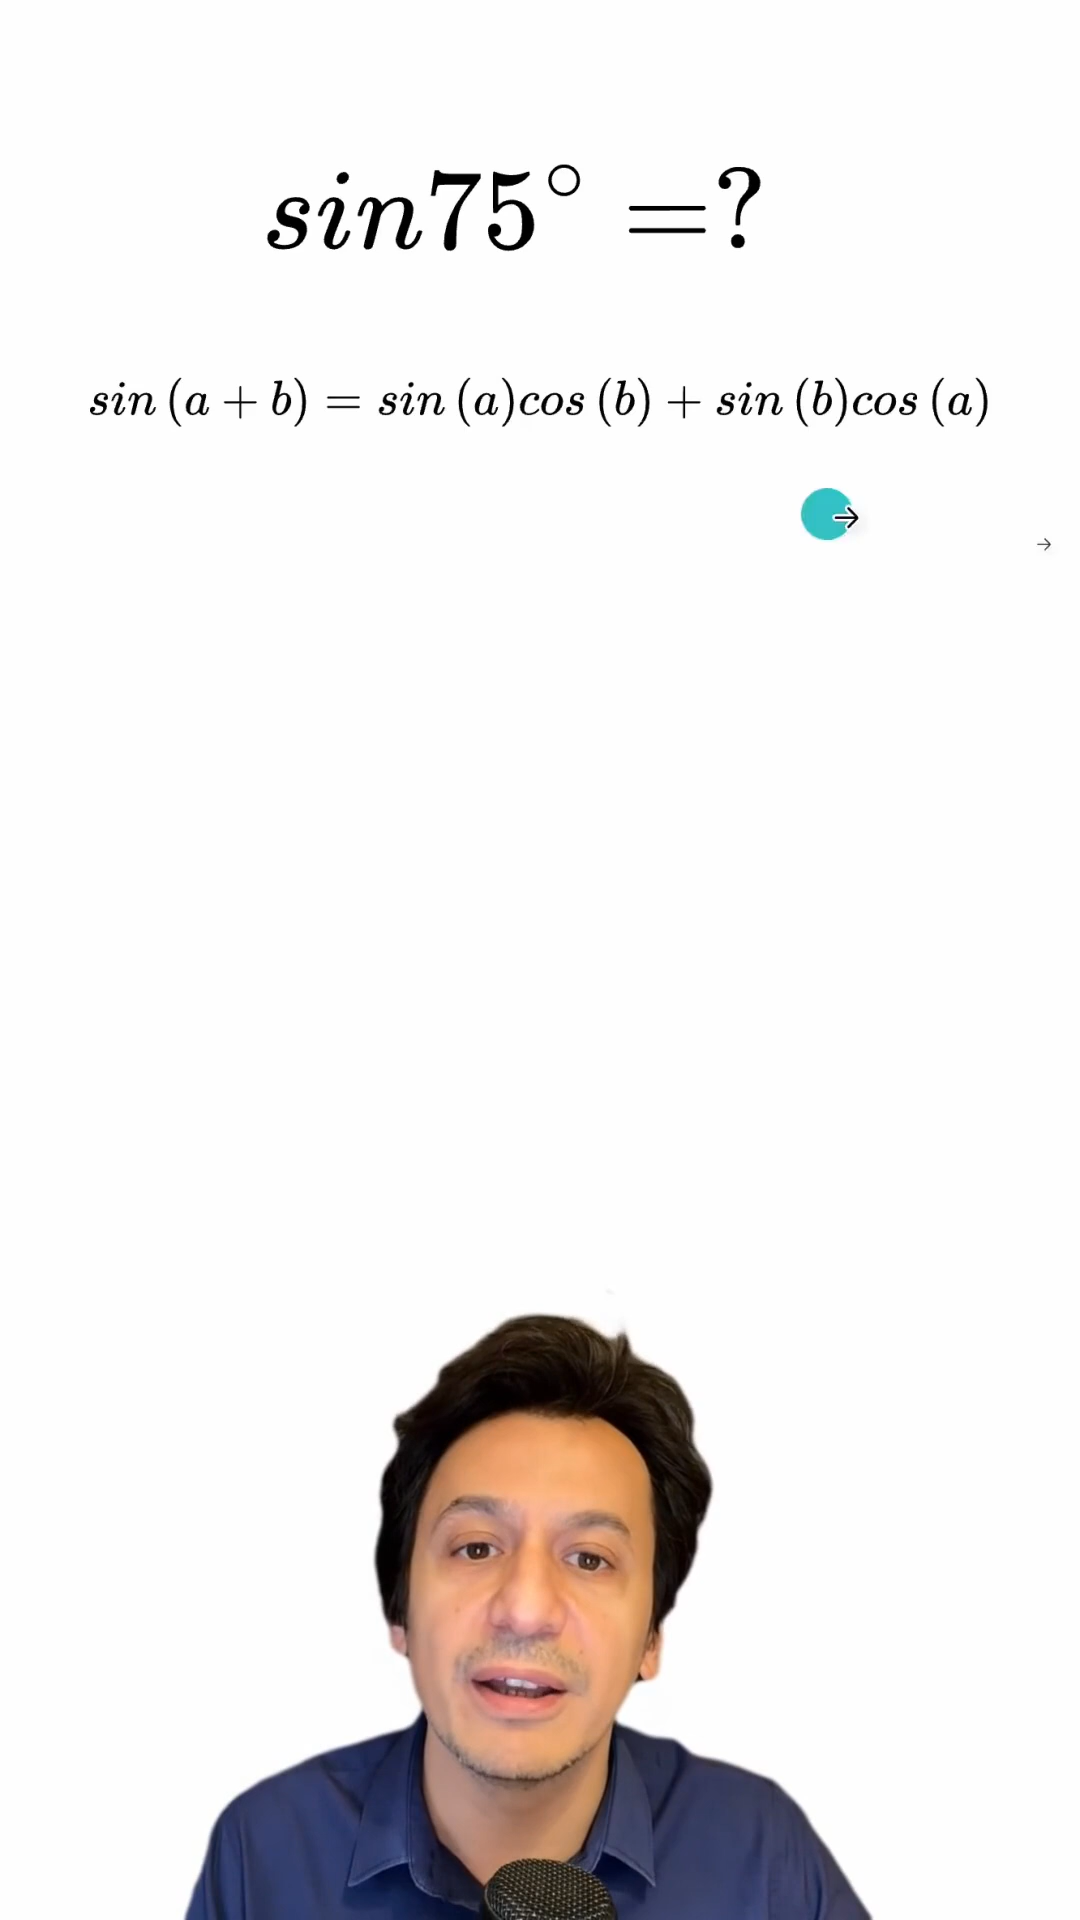 sin75° =?
sin (a + b) = sin (a)cos (b) + sin (b)cos (a)